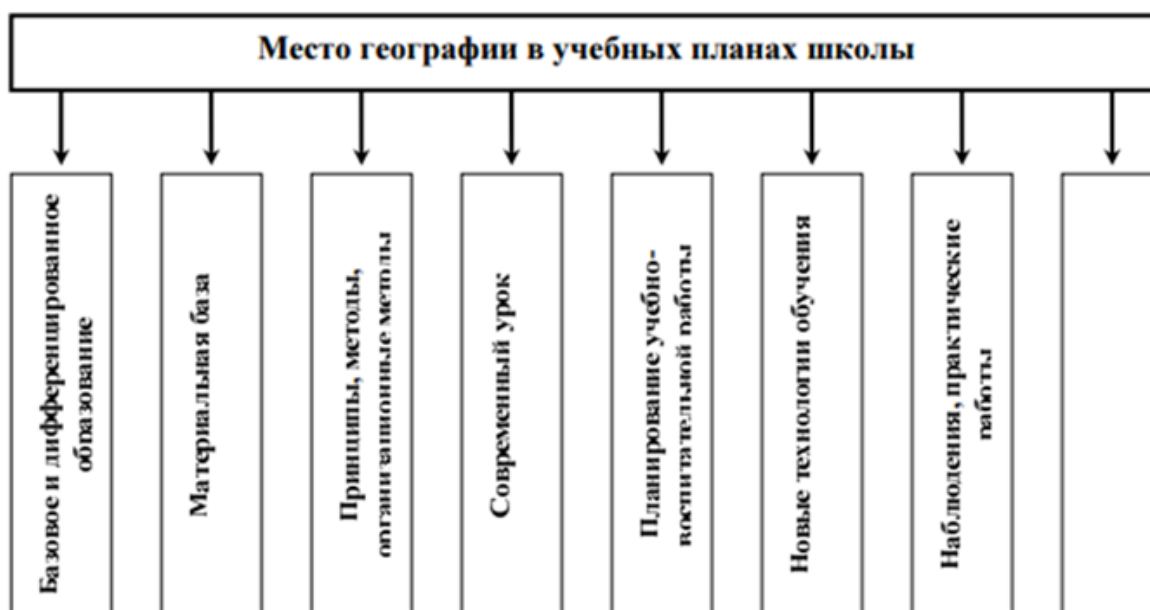 Место географии в учебных планах школы
Базовое и дифференцированное
образование
Материальная база
Принципы, методы,
организационные методы
Современный урок
Планирование учебно-
воспитательной работы
Новые технологии обучения
Наблюдения, практические
работы